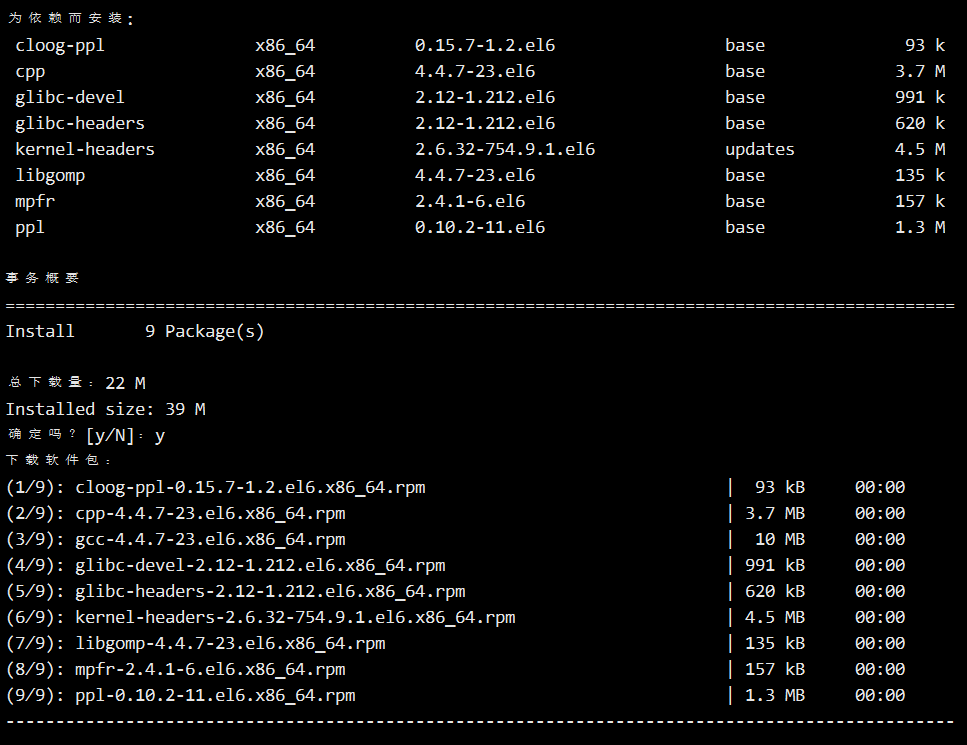 为依赖而安装:
cloog-ppl x86_64 0.15.7-1.2.el6 base 93 k
cpp x86_64 4.4.7-23.el6 base 3.7 M
glibc-devel x86_64 2.12-1.212.el6 base 991 k
glibc-headers x86_64 2.12-1.212.el6 base 620 k
kernel-headers x86_64 2.6.32-754.9.1.el6 updates 4.5 M
libgomp x86_64 4.4.7-23.el6 base 135 k
mpfr x86_64 2.4.1-6.el6 base 157 k
ppl x86_64 0.10.2-11.el6 base 1.3 M
事务概要
===============================================================================================
Install 9 Package(s)
总下载量：22 M
Installed size: 39 M
确定吗？[y/N]：y
下载软件包：
(1/9): cloog-ppl-0.15.7-1.2.el6.x86_64.rpm | 93 kB 00:00
(2/9): cpp-4.4.7-23.el6.x86_64.rpm | 3.7 MB 00:00
(3/9): gcc-4.4.7-23.el6.x86_64.rpm | 10 MB 00:00
(4/9): glibc-devel-2.12-1.212.el6.x86_64.rpm | 991 kB 00:00
(5/9): glibc-headers-2.12-1.212.el6.x86_64.rpm | 620 kB 00:00
(6/9): kernel-headers-2.6.32-754.9.1.el6.x86_64.rpm | 4.5 MB 00:00
(7/9): libgomp-4.4.7-23.el6.x86_64.rpm | 135 kB 00:00
(8/9): mpfr-2.4.1-6.el6.x86_64.rpm | 157 kB 00:00
(9/9): ppl-0.10.2-11.el6.x86_64.rpm | 1.3 MB 00:00
-----------------------------------------------------------------------------------------------